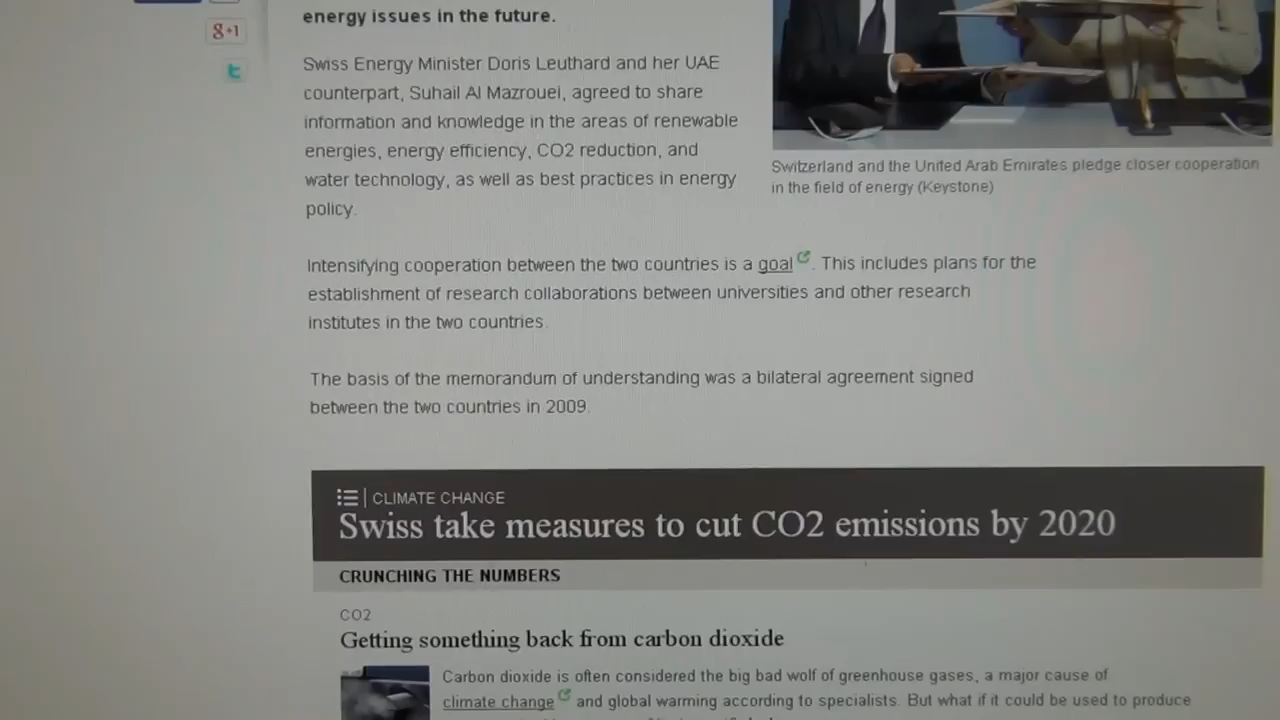 energy issues in the future.
g+1
Swiss Energy Minister Doris Leuthard and her UAE
counterpart, Suhail Al Mazrouei, agreed to share
information and knowledge in the areas of renewable
energies, energy efficiency, CO2 reduction, and
water technology, as well as best practices in energy
policy.
Switzerland and the United Arab Emirates pledge closer cooperation
in the field of energy (Keystone)
Intensifying cooperation between the two countries is a goal. This includes plans for the
establishment of research collaborations between universities and other research
institutes in the two countries.
The basis of the memorandum of understanding was a bilateral agreement signed
between the two countries in 2009.
CLIMATE CHANGE
Swiss take measures to cut CO2 emissions by 2020
CRUNCHING THE NUMBERS
CO2
Getting something back from carbon dioxide
Carbon dioxide is often considered the big bad wolf of greenhouse gases, a major cause of
climate change and global warming according to specialists. But what if it could be used to produce